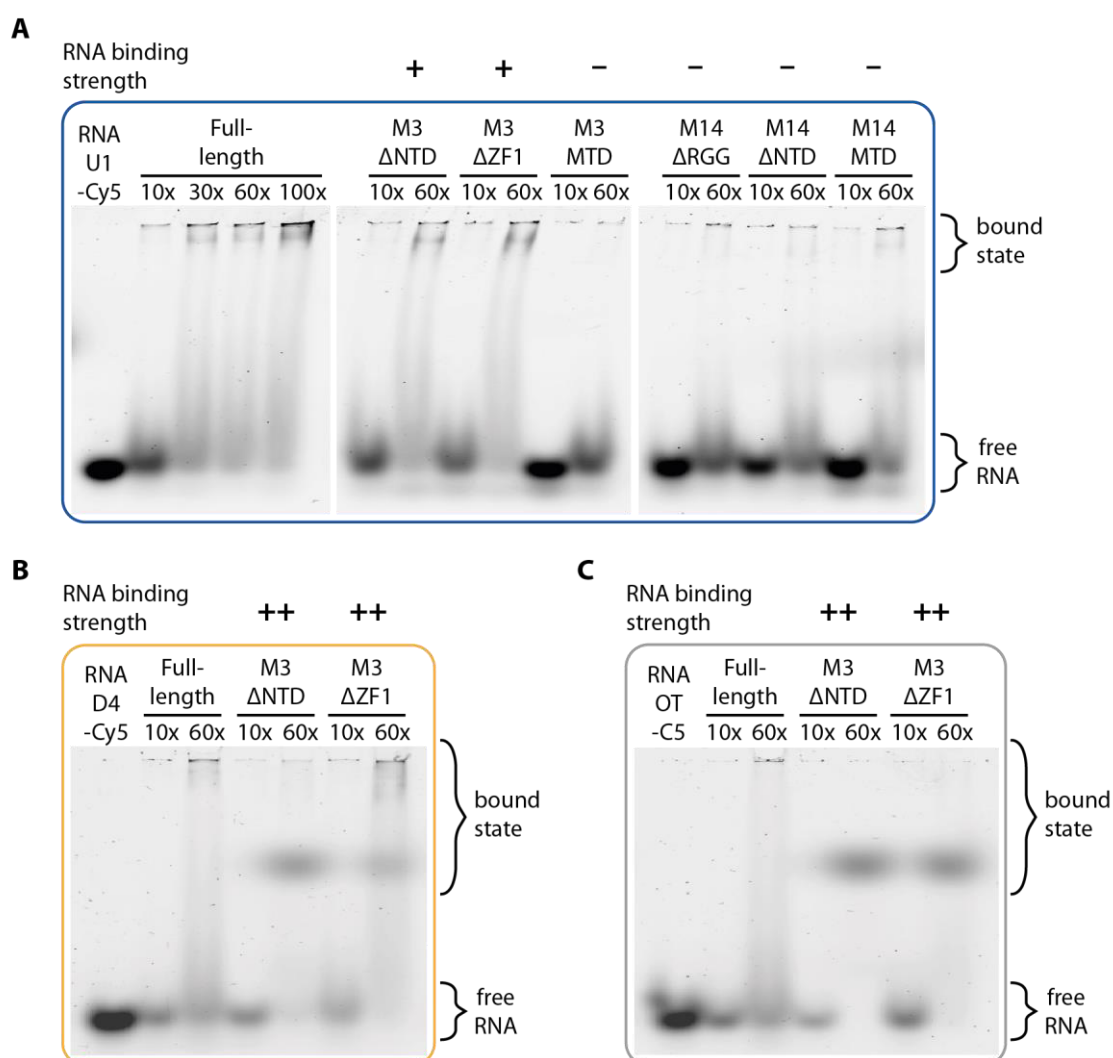 A
RNA binding
strength
+ + − − − −
RNA
U1
-Cy5
Full-
length
M3
ΔNTD
M3
ΔZF1
M3
MTD
M14
ΔRGG
M14
ΔNTD
M14
MTD
10x 30x 60x 100x 10x 60x 10x 60x 10x 60x 10x 60x 10x 60x 10x 60x
bound
state
free
RNA
B
RNA binding
strength
++ ++
RNA
D4
-Cy5
Full-
length
M3
ΔNTD
M3
ΔZF1
10x 60x 10x 60x 10x 60x
bound
state
free
RNA
C
RNA binding
strength
++ ++
RNA
OT
-C5
Full-
length
M3
ΔNTD
M3
ΔZF1
10x 60x 10x 60x 10x 60x
bound
state
free
RNA